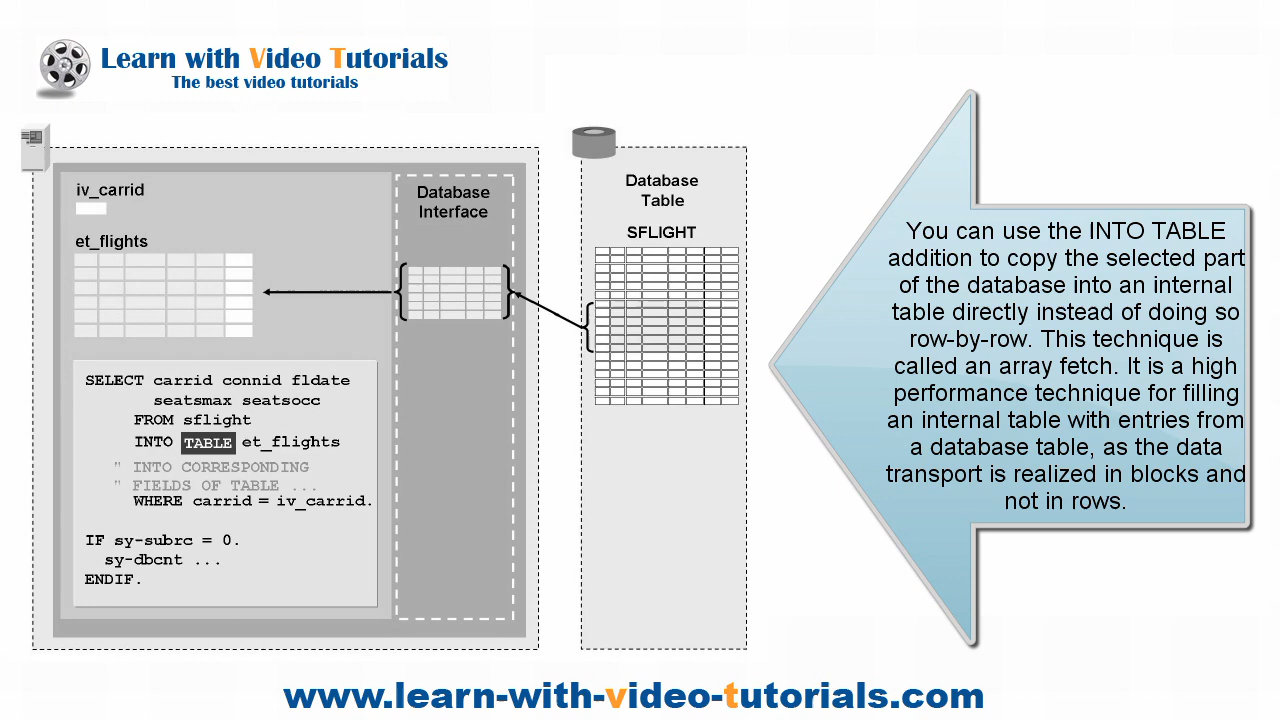 Learn with Video Tutorials
The best video tutorials
iv_carrid
et_flights
Database
Interface
Database
Table
SFLIGHT
SELECT carrid connid fldate
seatsmax seatsocc
FROM sflight
INTO TABLE et_flights
" INTO CORRESPONDING
" FIELDS OF TABLE ...
WHERE carrid = iv_carrid.
IF sy-subrc = 0.
sy-dbcnt ...
ENDIF.
You can use the INTO TABLE
addition to copy the selected part
of the database into an internal
table directly instead of doing so
row-by-row. This technique is
called an array fetch. It is a high
performance technique for filling
an internal table with entries from
a database table, as the data
transport is realized in blocks and
not in rows.
www.learn-with-video-tutorials.com